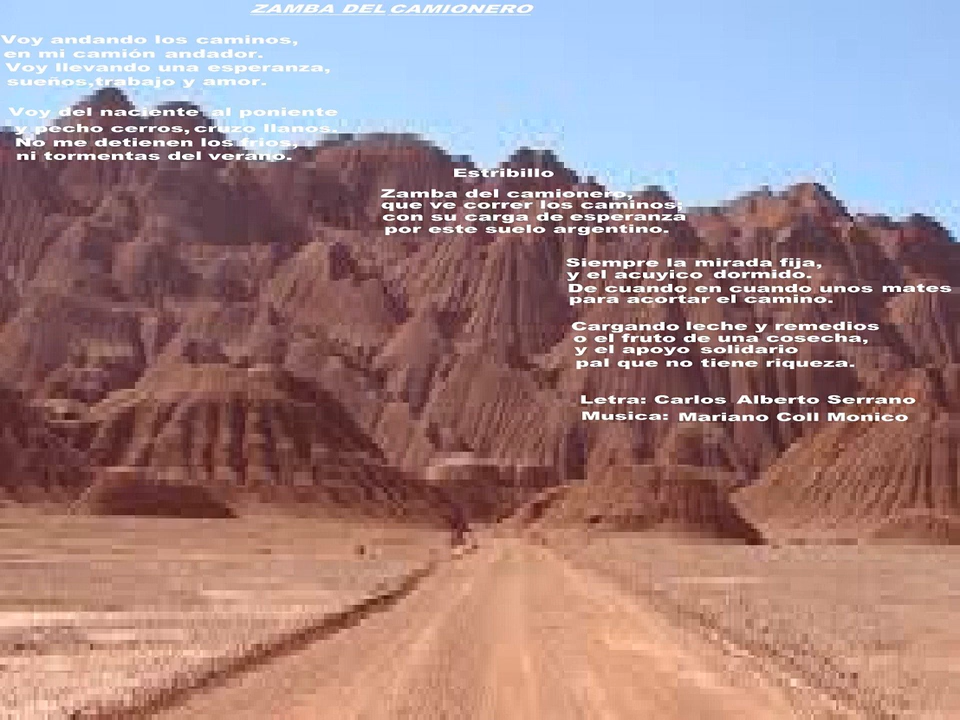 ZAMBA DEL CAMIONERO
Voy andando los caminos,
en mi camión andador.
Voy llevando una esperanza,
sueños,trabajo y amor.
Voy del naciente al poniente
y pecho cerros, cruzo llanos.
No me detienen los frios,
ni tormentas del verano.
Estribillo
Zamba del camionero,
que ve correr los caminos;
con su carga de esperanza
por este suelo argentino.
Siempre la mirada fija,
y el acuyico dormido.
De cuando en cuando unos mates
para acortar el camino.
Cargando leche y remedios
o el fruto de una cosecha,
y el apoyo solidario
pal que no tiene riqueza.
Letra: Carlos Alberto Serrano
Musica: Mariano Coll Monico